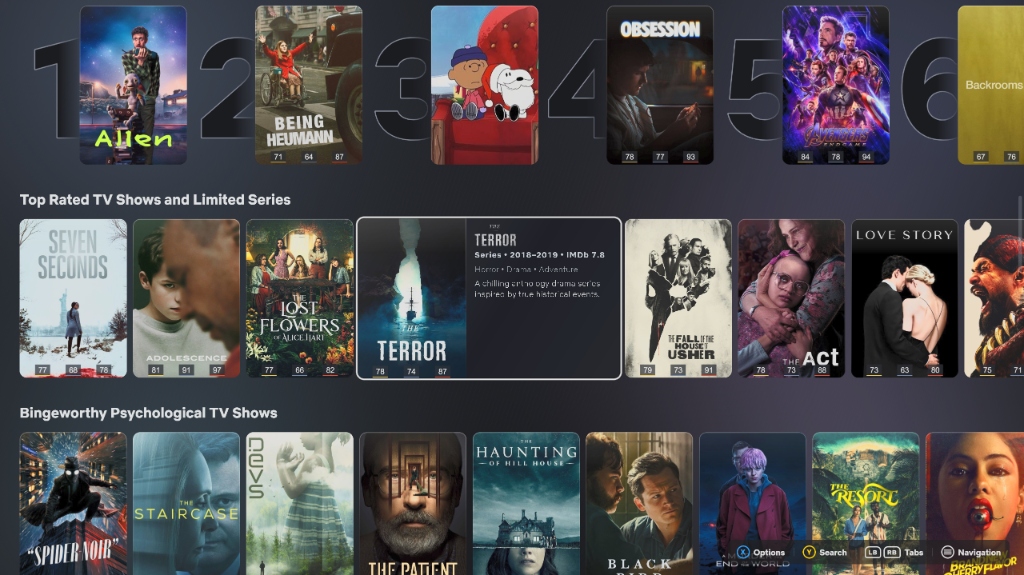 1
2
3
4
5
6
Allen
BEING
HEUMANN
71 64 87
OBSESSION
78 77 93
AVENGERS
ENDGAME
84 78 94
Backrooms
67 76
Top Rated TV Shows and Limited Series
SEVEN
SECONDS
77 68 78
ADOLESCENCE
81 91 97
THE
LOST
FLOWERS
OF ALICE HART
77 66 82
THE
TERROR
78 74 87
THE
TERROR
Series • 2018–2019 • IMDb 7.8
Horror • Drama • Adventure
A chilling anthology drama series
inspired by true historical events.
THE FALL OF THE
HOUSE OF
USHER
79 73 91
THE ACT
78 73 88
LOVE STORY
73 63 80
75 71
Bingeworthy Psychological TV Shows
"SPIDER-NOIR"
THE
STAIRCASE
DEVS
THE PATIENT
THE
HAUNTING
OF HILL HOUSE
BLACK
BIRD
END OF THE WORLD
THE
RESORT
X Options
Y Search
LB RB Tabs
Navigation